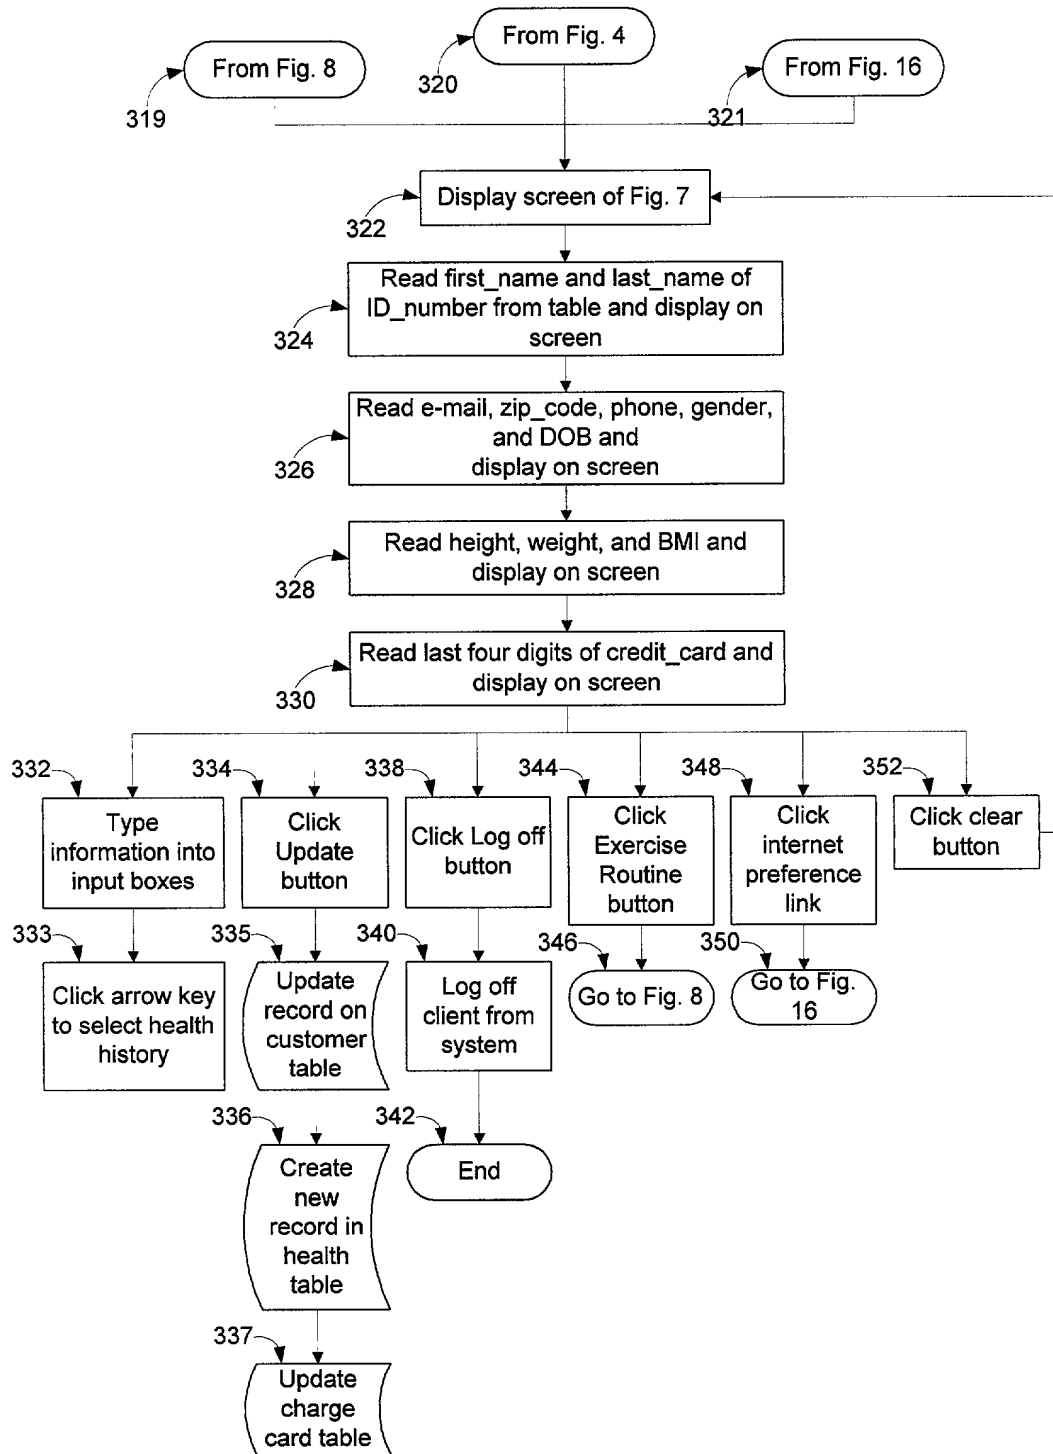 From Fig. 8
From Fig. 4
From Fig. 16
319
320
321
Display screen of Fig. 7
322
Read first_name and last_name of
ID_number from table and display on
screen
324
Read e-mail, zip_code, phone, gender,
and DOB and
display on screen
326
Read height, weight, and BMI and
display on screen
328
Read last four digits of credit_card and
display on screen
330
332
Type
information into
input boxes
334
Click
Update
button
338
Click Log off
button
344
Click
Exercise
Routine
button
348
Click
internet
preference
link
352
Click clear
button
333
Click arrow key
to select health
history
335
Update
record on
customer
table
340
Log off
client from
system
346
Go to Fig. 8
350
Go to Fig.
16
336
Create
new
record in
health
table
342
End
337
Update
charge
card table